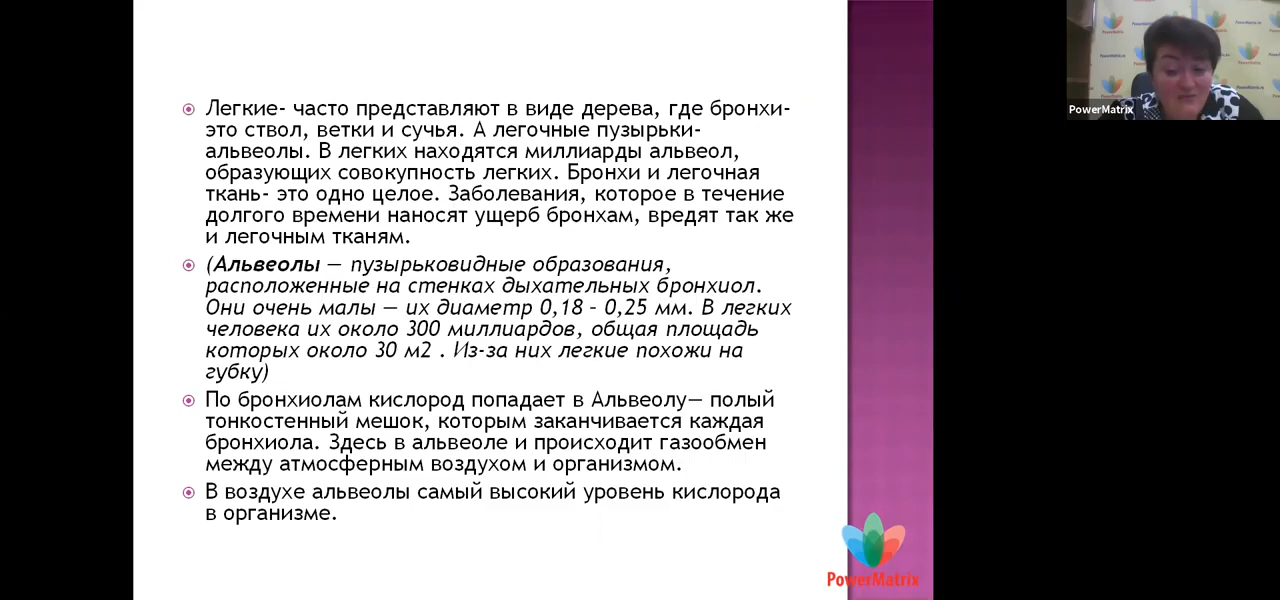 Легкие- часто представляют в виде дерева, где бронхи-
это ствол, ветки и сучья. А легочные пузырьки-
альвеолы. В легких находятся миллиарды альвеол,
образующих совокупность легких. Бронхи и легочная
ткань- это одно целое. Заболевания, которое в течение
долгого времени наносят ущерб бронхам, вредят так же
и легочным тканям.
(Альвеолы — пузырьковидные образования,
расположенные на стенках дыхательных бронхиол.
Они очень малы — их диаметр 0,18 – 0,25 мм. В легких
человека их около 300 миллиардов, общая площадь
которых около 30 м2 . Из-за них легкие похожи на
губку)
По бронхиолам кислород попадает в Альвеолу— полый
тонкостенный мешок, которым заканчивается каждая
бронхиола. Здесь в альвеоле и происходит газообмен
между атмосферным воздухом и организмом.
В воздухе альвеолы самый высокий уровень кислорода
в организме.
PowerMatrix
PowerMatrix